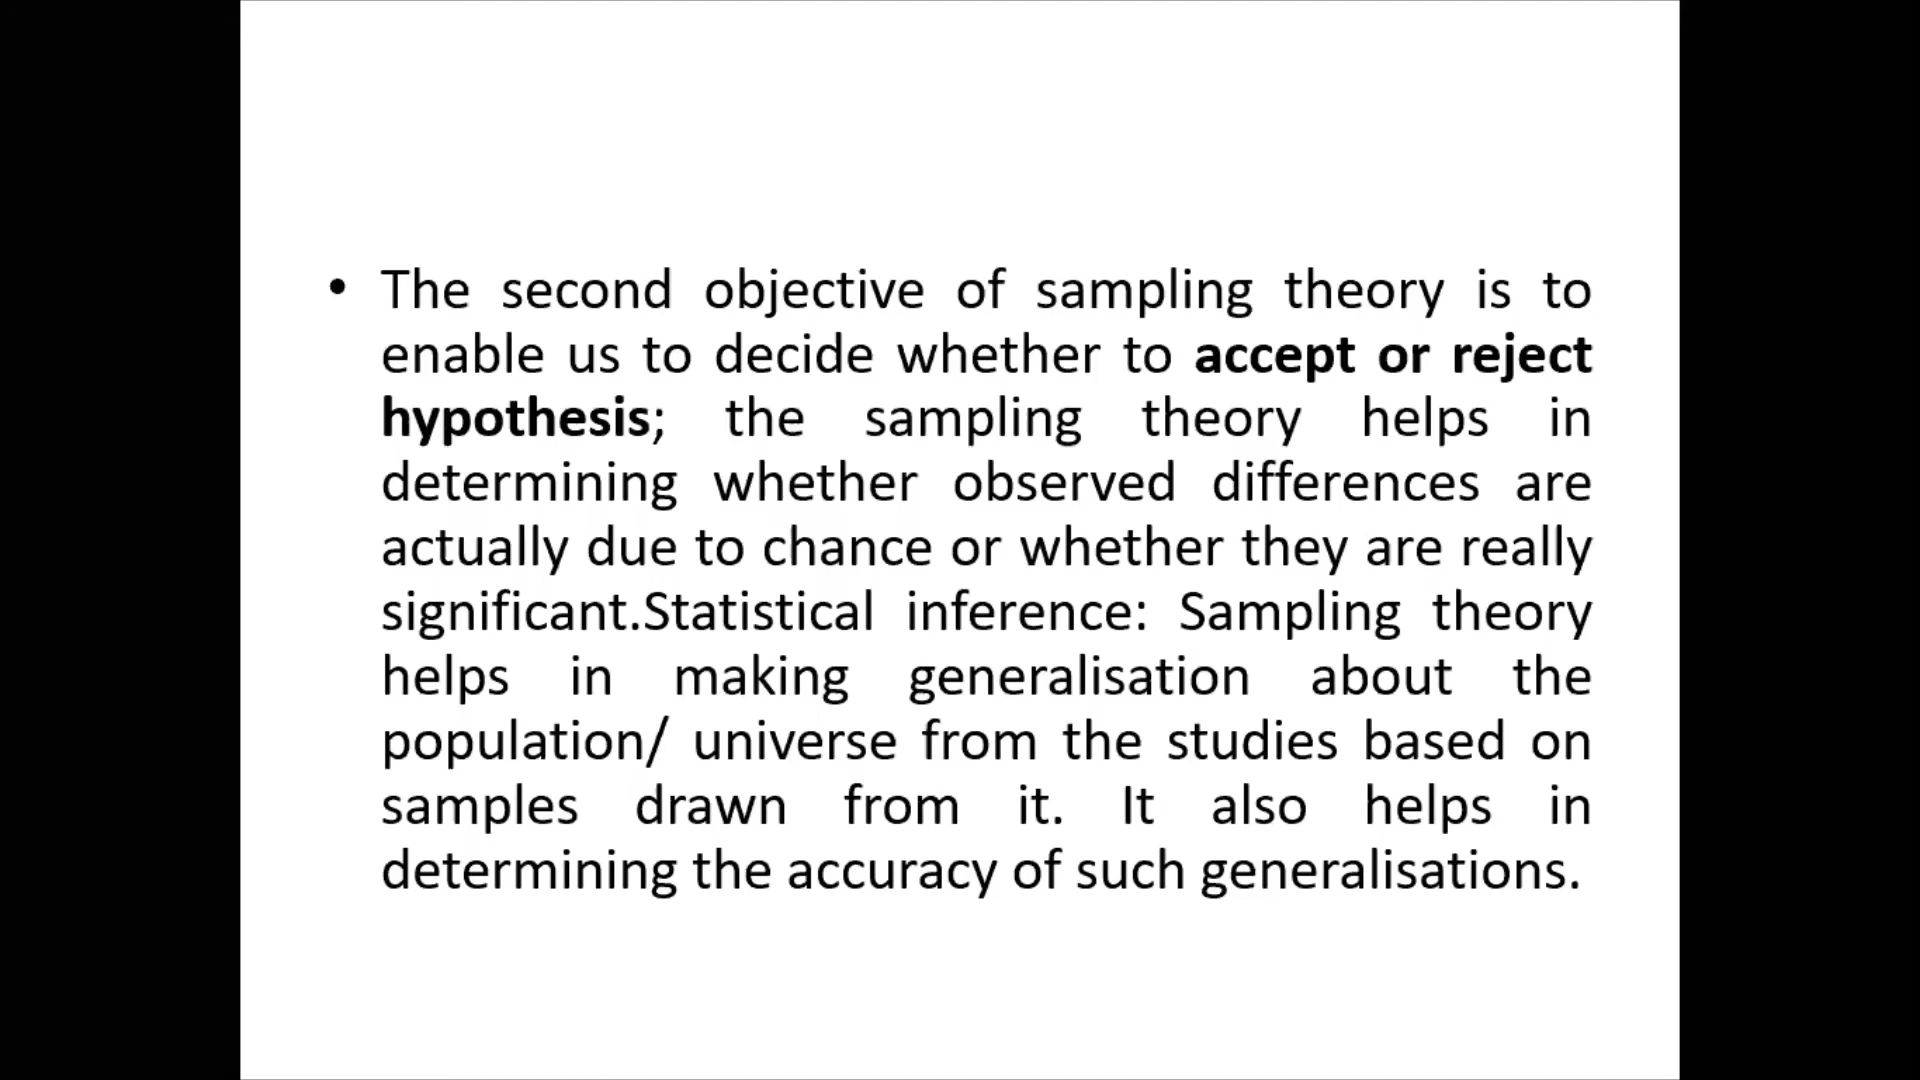 • The second objective of sampling theory is to
enable us to decide whether to accept or reject
hypothesis; the sampling theory helps in
determining whether observed differences are
actually due to chance or whether they are really
significant.Statistical inference: Sampling theory
helps in making generalisation about the
population/ universe from the studies based on
samples drawn from it. It also helps in
determining the accuracy of such generalisations.